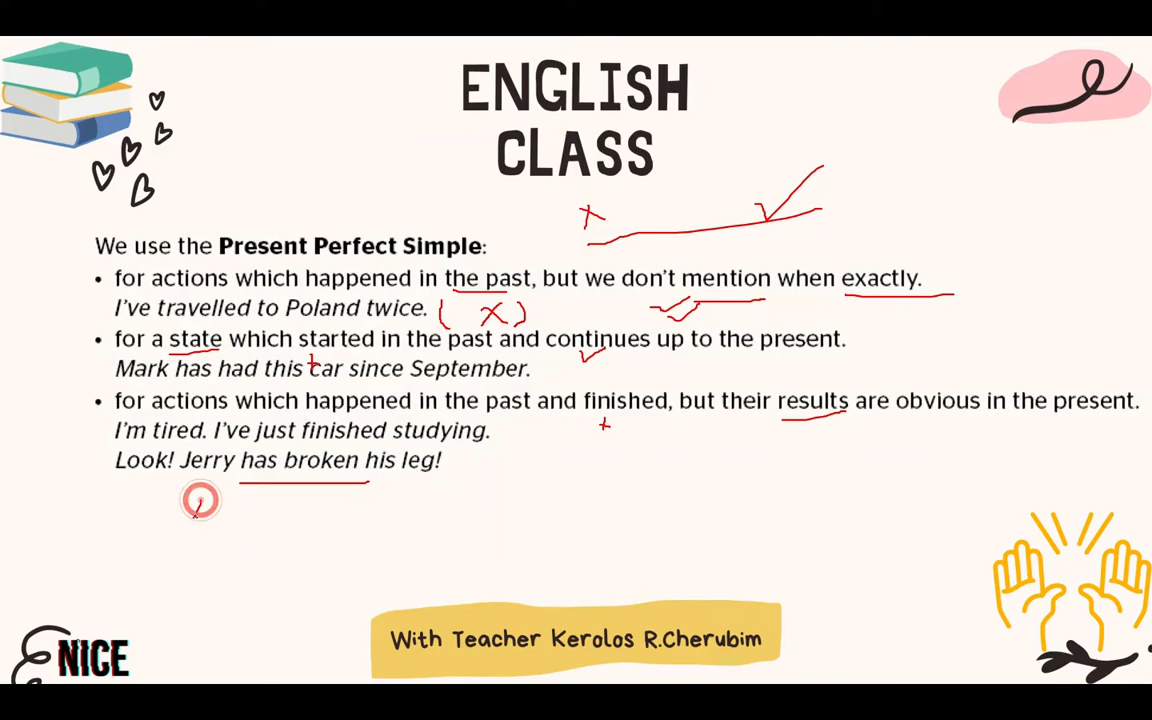 ENGLISH
CLASS
We use the Present Perfect Simple:
• for actions which happened in the past, but we don't mention when exactly.
I've travelled to Poland twice. ( X )
• for a state which started in the past and continues up to the present.
Mark has had this car since September.
• for actions which happened in the past and finished, but their results are obvious in the present.
I'm tired. I've just finished studying.
Look! Jerry has broken his leg!
With Teacher Kerolos R.Cherubim
NICE